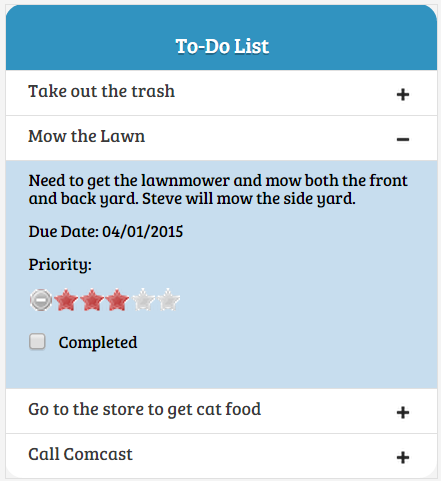 To-Do List
Take out the trash
Mow the Lawn
Need to get the lawnmower and mow both the front
and back yard. Steve will mow the side yard.
Due Date: 04/01/2015
Priority:
Completed
Go to the store to get cat food
Call Comcast